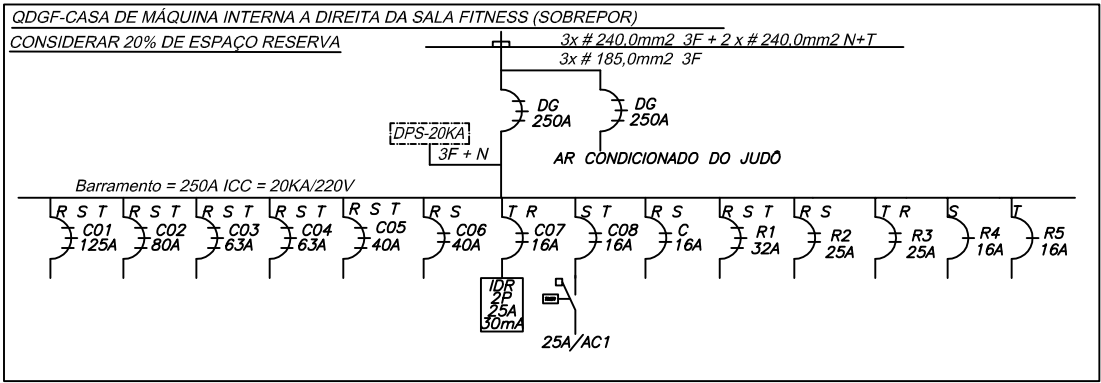 QDGF-CASA DE MÁQUINA INTERNA A DIREITA DA SALA FITNESS (SOBREPOR)
CONSIDERAR 20% DE ESPAÇO RESERVA
3x # 240,0mm2 3F + 2 x # 240,0mm2 N+T
3x # 185,0mm2 3F
DG
250A
DG
250A
DPS-20KA
3F + N
AR CONDICIONADO DO JUDÔ
Barramento = 250A ICC = 20KA/220V
R S T
C01
125A
R S T
C02
80A
R S T
C03
63A
R S T
C04
63A
R S T
C05
40A
R S
C06
40A
T R
C07
16A
S T
C08
16A
R S
C
16A
R S T
R1
32A
R S
R2
25A
T R
R3
25A
S
R4
16A
T
R5
16A
IDR
2P
25A
30mA
25A/AC1